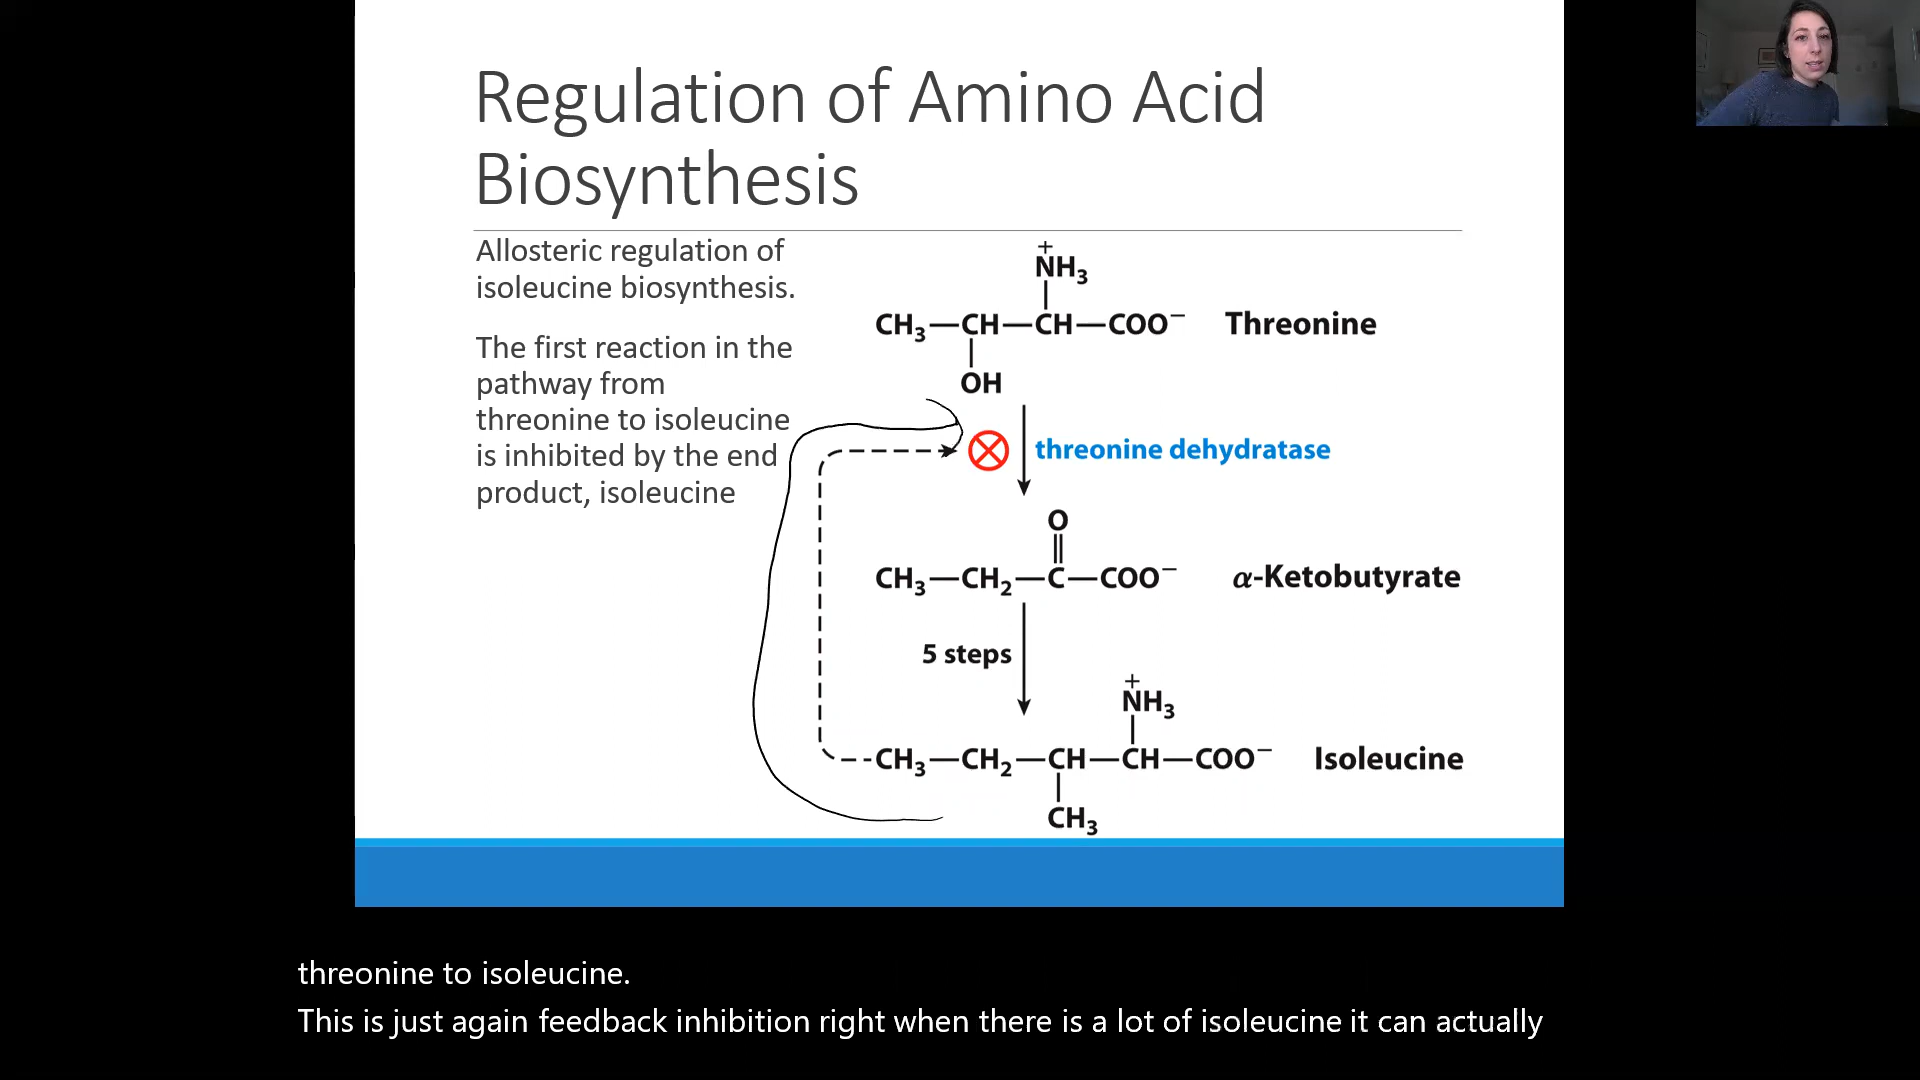 Regulation of Amino Acid
Biosynthesis
Allosteric regulation of
isoleucine biosynthesis.
The first reaction in the
pathway from
threonine to isoleucine
is inhibited by the end
product, isoleucine
+
NH3
CH3—CH—CH—COO− Threonine
OH
threonine dehydratase
O
CH3—CH2—C—COO− α-Ketobutyrate
5 steps
+
NH3
CH3—CH2—CH—CH—COO− Isoleucine
CH3
threonine to isoleucine.
This is just again feedback inhibition right when there is a lot of isoleucine it can actually